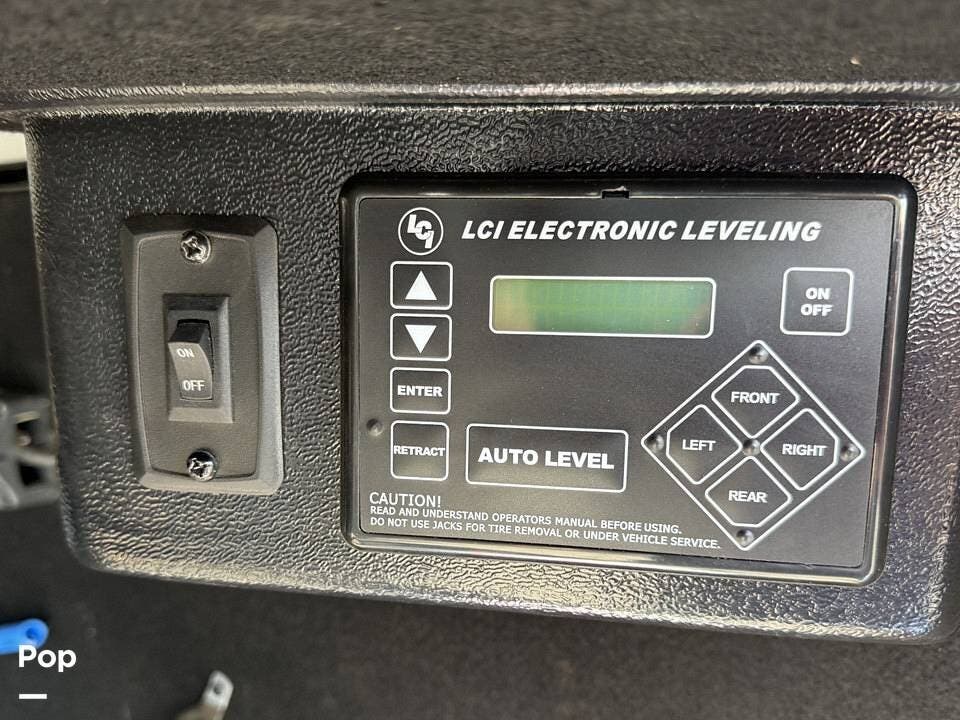 LCI
LCI ELECTRONIC LEVELING
ON
OFF
ON
OFF
ENTER
RETRACT
AUTO LEVEL
FRONT
LEFT
RIGHT
REAR
CAUTION!
READ AND UNDERSTAND OPERATORS MANUAL BEFORE USING.
DO NOT USE JACKS FOR TIRE REMOVAL OR UNDER VEHICLE SERVICE.
Pop